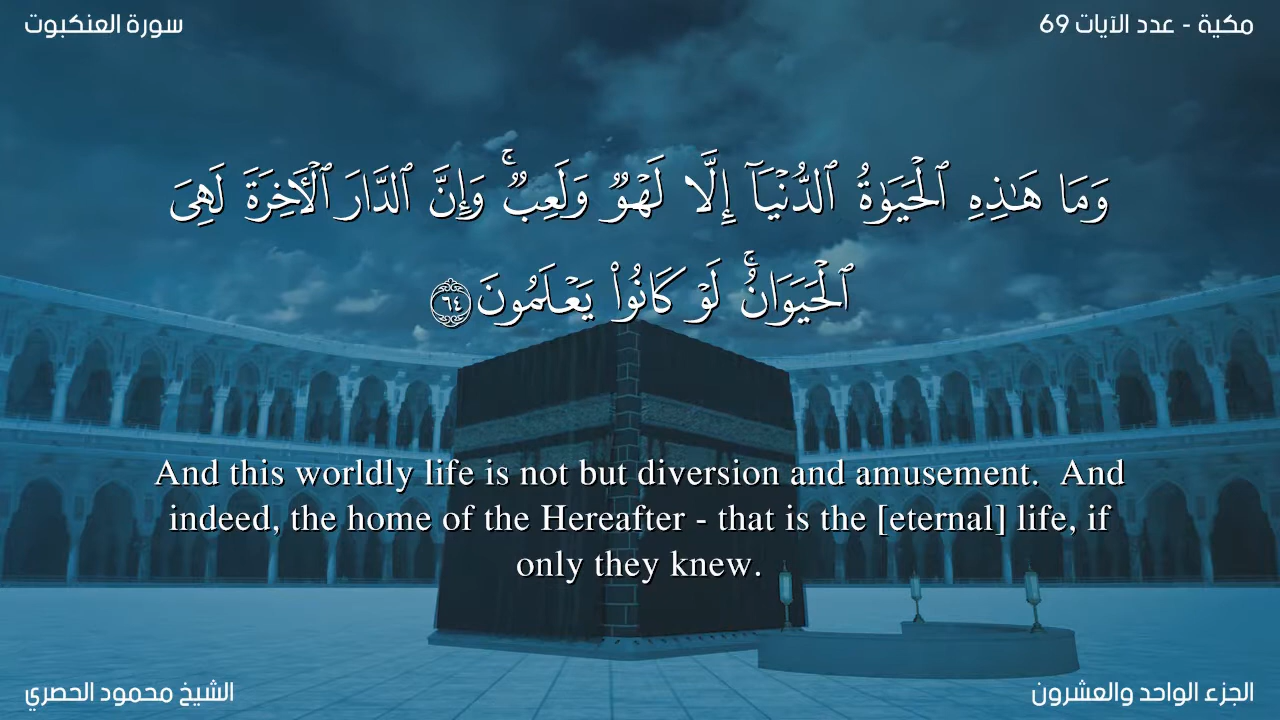 سورة العنكبوت
مكية - عدد الآيات 69
وَمَا هَـٰذِهِ ٱلْحَيَوٰةُ ٱلدُّنْيَآ إِلَّا لَهْوٌ وَلَعِبٌ ۚ وَإِنَّ ٱلدَّارَ ٱلْـَٔاخِرَةَ لَهِىَ
ٱلْحَيَوَانُ ۚ لَوْ كَانُوا۟ يَعْلَمُونَ ٦٤
And this worldly life is not but diversion and amusement.  And
indeed, the home of the Hereafter - that is the [eternal] life, if
only they knew.
الشيخ محمود الحصري
الجزء الواحد والعشرون